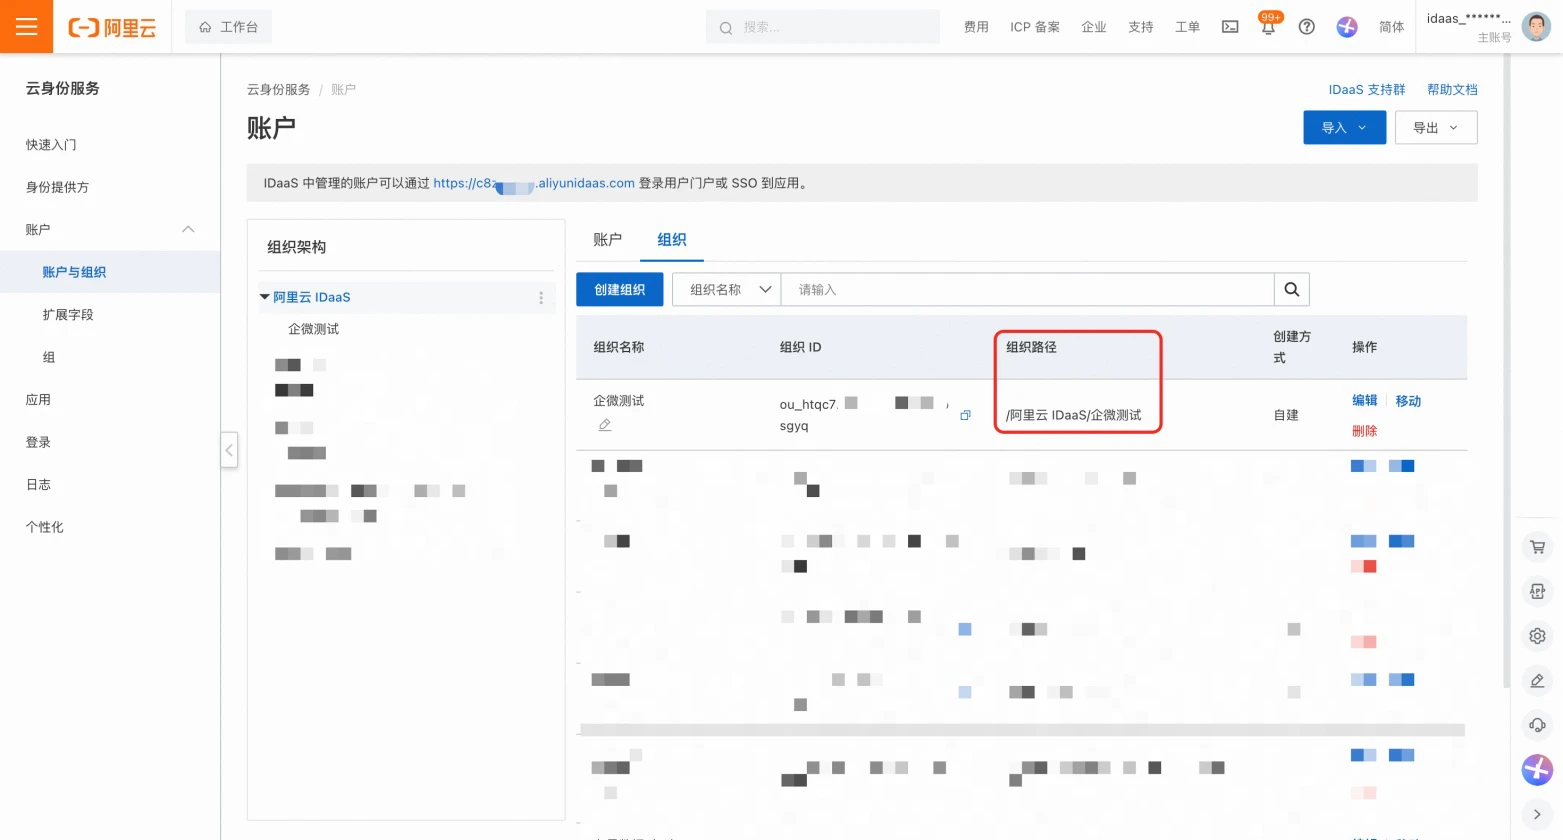 阿里云
工作台
搜索...
费用
ICP 备案
企业
支持
工单
99+
简体
idaas_******...
主账号
云身份服务
快速入门
身份提供方
账户
账户与组织
扩展字段
组
应用
登录
日志
个性化
云身份服务 / 账户
IDaaS 支持群
帮助文档
账户
导入
导出
IDaaS 中管理的账户可以通过 https://c8z .aliyunidaas.com 登录用户门户或 SSO 到应用。
组织架构
阿里云 IDaaS
企微测试
账户
组织
创建组织
组织名称
请输入
组织名称
组织 ID
组织路径
创建方
式
操作
企微测试
ou_htqc7.
sgyq
/阿里云 IDaaS/企微测试
自建
编辑
移动
删除